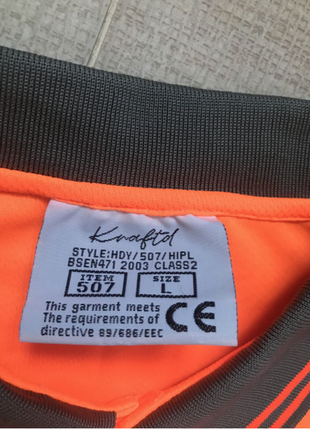 Knaftd
STYLE:HDY/507/HIPL
BSEN471 2003 CLASS2
ITEM SIZE
507 L
This garment meets
The requirements of
directive 89/686/EEC
CE